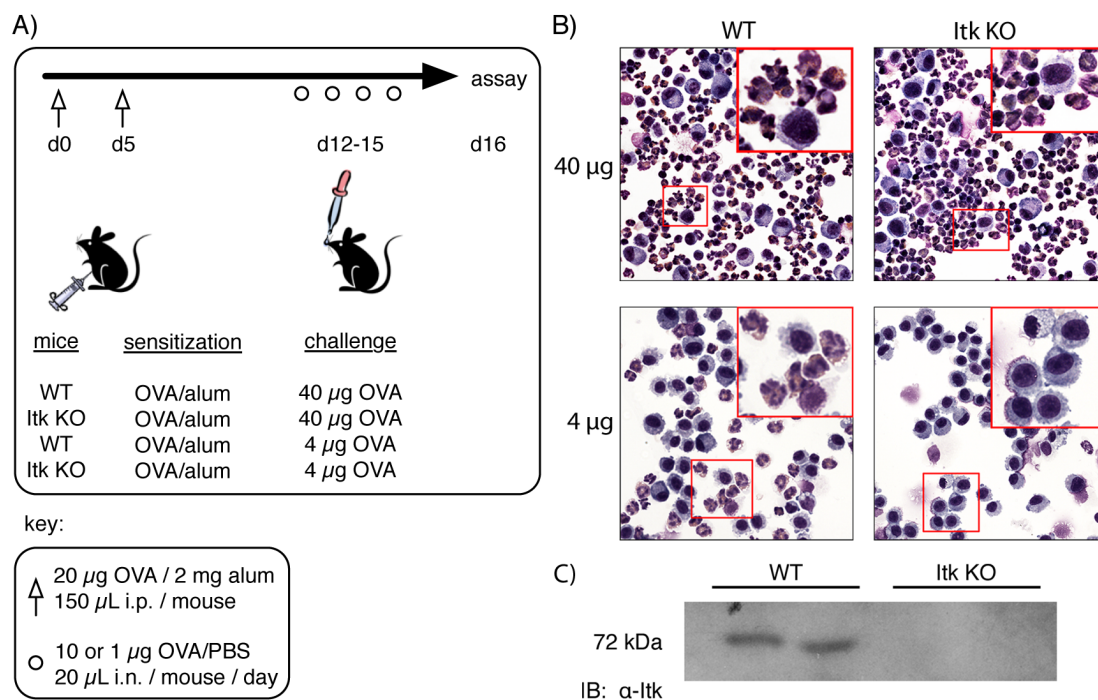 A)
assay
d0 d5 d12-15 d16
mice sensitization challenge
WT OVA/alum 40 µg OVA
Itk KO OVA/alum 40 µg OVA
WT OVA/alum 4 µg OVA
Itk KO OVA/alum 4 µg OVA
key:
20 µg OVA / 2 mg alum
150 µL i.p. / mouse
10 or 1 µg OVA/PBS
20 µL i.n. / mouse / day
B)
WT Itk KO
40 µg
4 µg
C)
WT Itk KO
72 kDa
IB: α-Itk